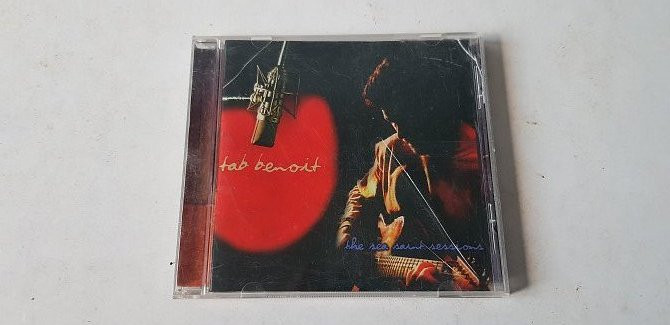 tab benoit
the sea saint sessions